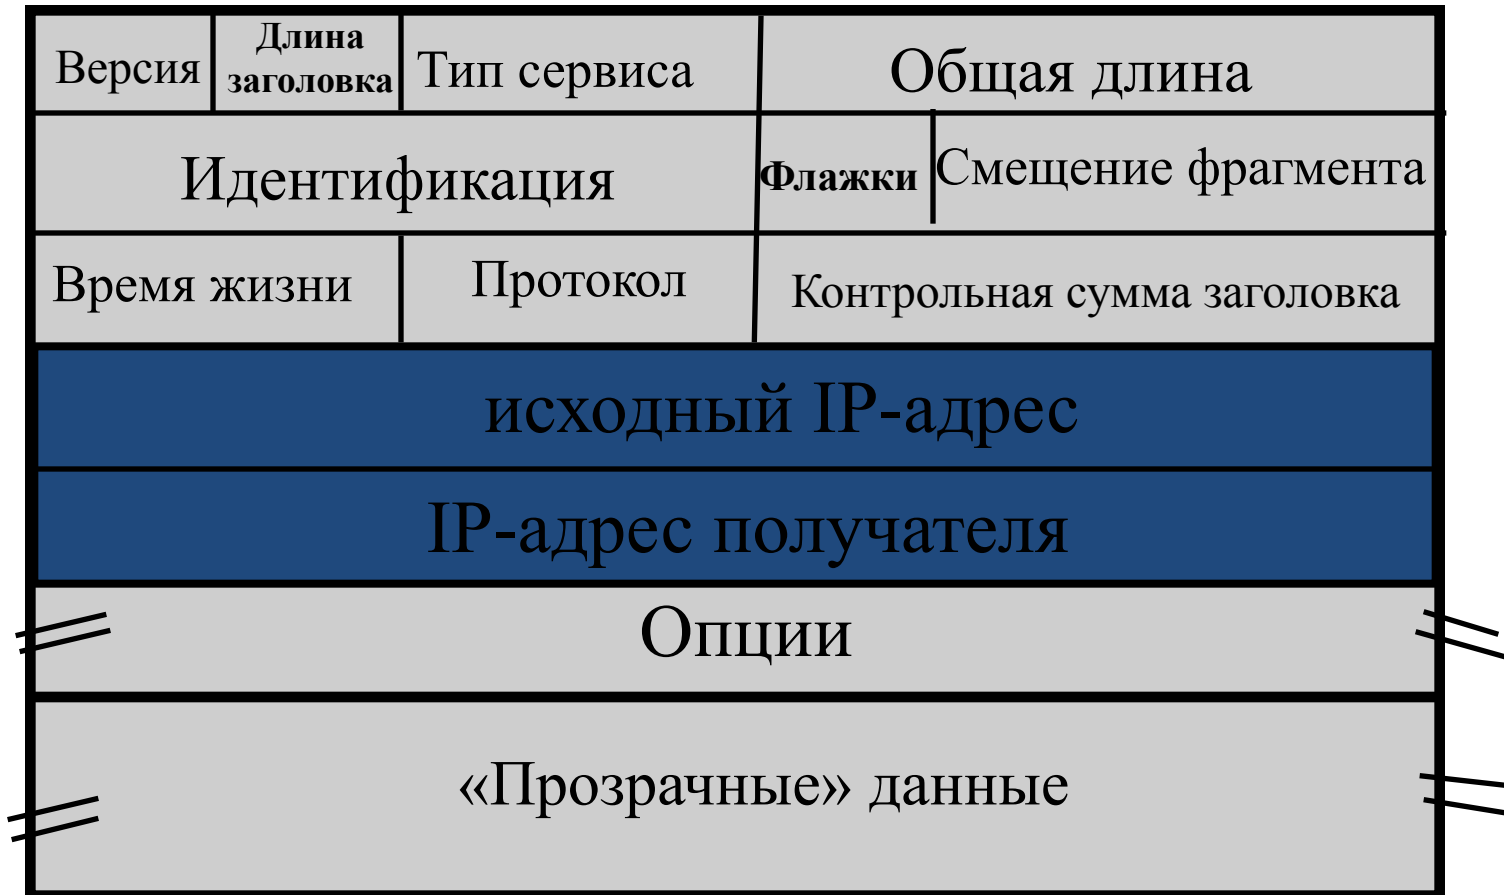 Версия
Длина
заголовка
Тип сервиса
Общая длина
Идентификация
Флажки
Смещение фрагмента
Время жизни
Протокол
Контрольная сумма заголовка
исходный IP-адрес
IP-адрес получателя
Опции
«Прозрачные» данные